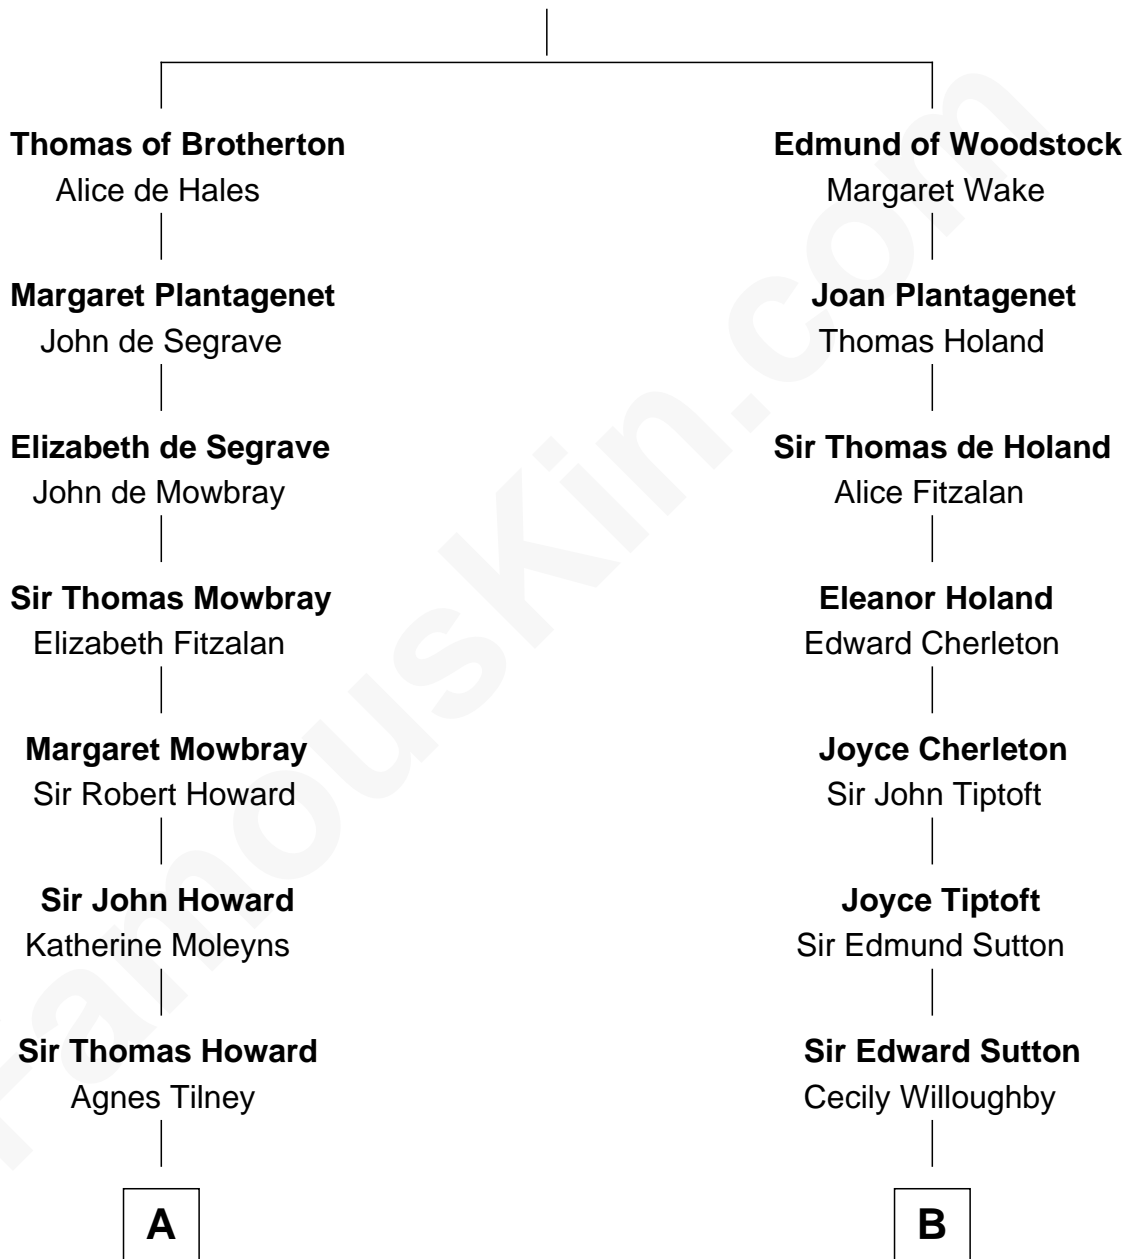 Thomas of Brotherton
Alice de Hales
Margaret Plantagenet
John de Segrave
Elizabeth de Segrave
John de Mowbray
Sir Thomas Mowbray
Elizabeth Fitzalan
Margaret Mowbray
Sir Robert Howard
Sir John Howard
Katherine Moleyns
Sir Thomas Howard
Agnes Tilney
A
Edmund of Woodstock
Margaret Wake
Joan Plantagenet
Thomas Holand
Sir Thomas de Holand
Alice Fitzalan
Eleanor Holand
Edward Cherleton
Joyce Cherleton
Sir John Tiptoft
Joyce Tiptoft
Sir Edmund Sutton
Sir Edward Sutton
Cecily Willoughby
B
FamousKin.com